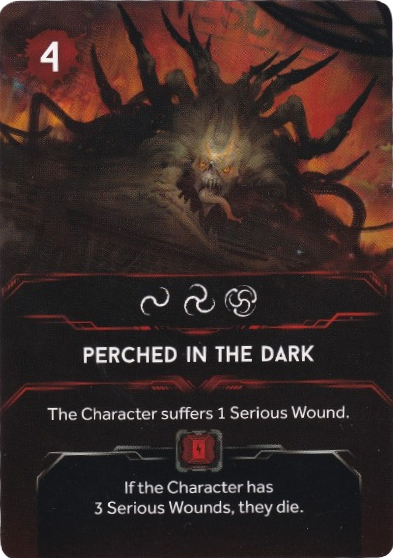 4
PERCHED IN THE DARK
The Character suffers 1 Serious Wound.
If the Character has
3 Serious Wounds, they die.